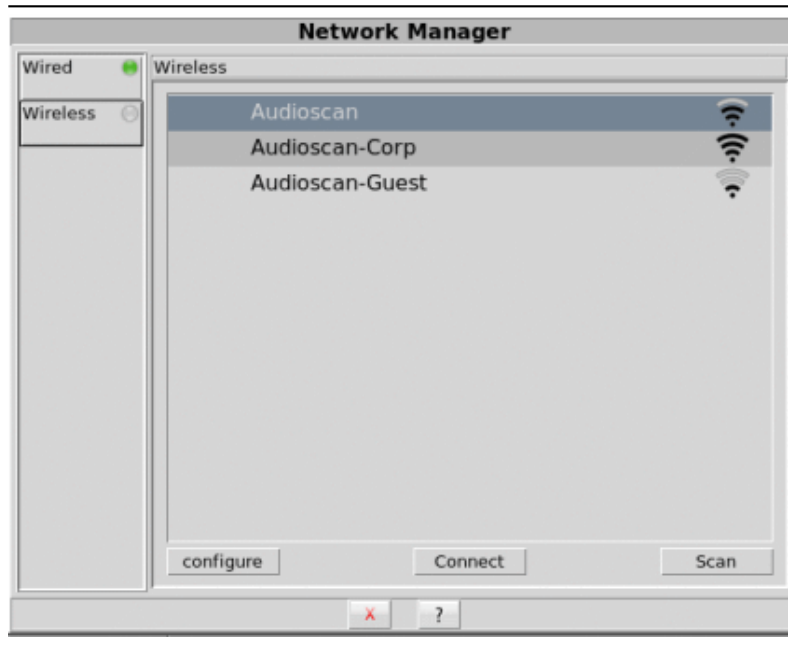 Network Manager
Wired
Wireless
Wireless
Audioscan
Audioscan-Corp
Audioscan-Guest
configure
Connect
Scan
X
?